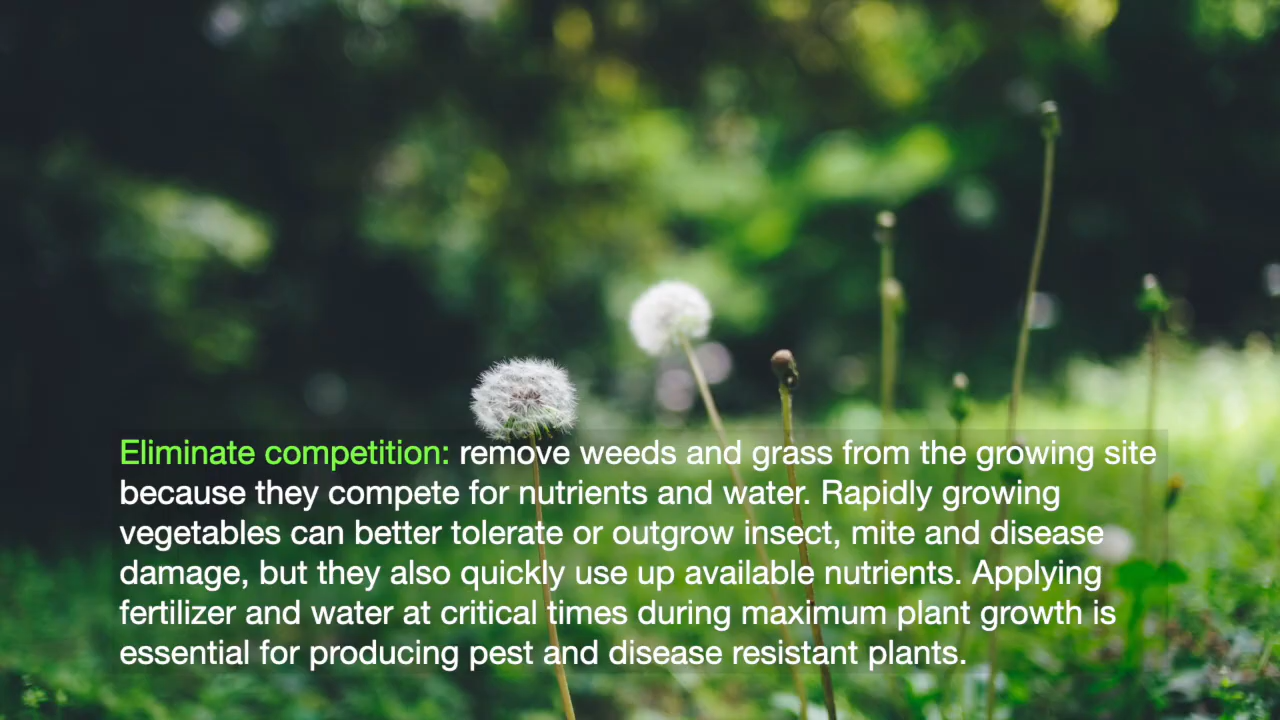 Eliminate competition: remove weeds and grass from the growing site
because they compete for nutrients and water. Rapidly growing
vegetables can better tolerate or outgrow insect, mite and disease
damage, but they also quickly use up available nutrients. Applying
fertilizer and water at critical times during maximum plant growth is
essential for producing pest and disease resistant plants.